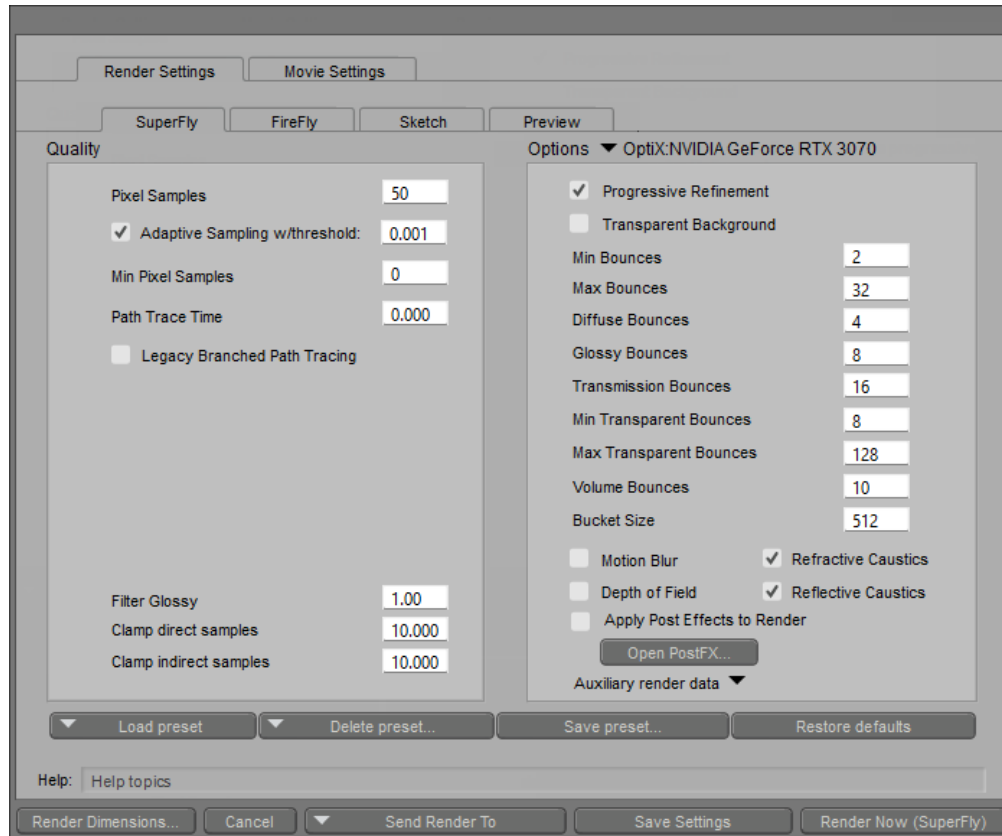 Render Settings Movie Settings
SuperFly FireFly Sketch Preview
Quality
Pixel Samples 50
Adaptive Sampling w/threshold: 0.001
Min Pixel Samples 0
Path Trace Time 0.000
Legacy Branched Path Tracing
Filter Glossy 1.00
Clamp direct samples 10.000
Clamp indirect samples 10.000
Options OptiX:NVIDIA GeForce RTX 3070
Progressive Refinement
Transparent Background
Min Bounces 2
Max Bounces 32
Diffuse Bounces 4
Glossy Bounces 8
Transmission Bounces 16
Min Transparent Bounces 8
Max Transparent Bounces 128
Volume Bounces 10
Bucket Size 512
Motion Blur Refractive Caustics
Depth of Field Reflective Caustics
Apply Post Effects to Render
Open PostFX...
Auxiliary render data
Load preset Delete preset... Save preset... Restore defaults
Help: Help topics
Render Dimensions... Cancel Send Render To Save Settings Render Now (SuperFly)